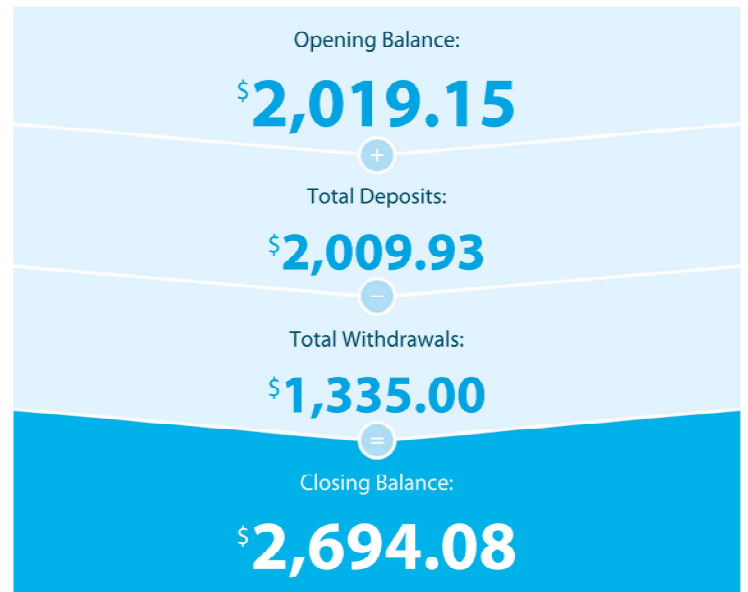 Opening Balance:
$2,019.15
+
Total Deposits:
$2,009.93
−
Total Withdrawals:
$1,335.00
=
Closing Balance:
$2,694.08